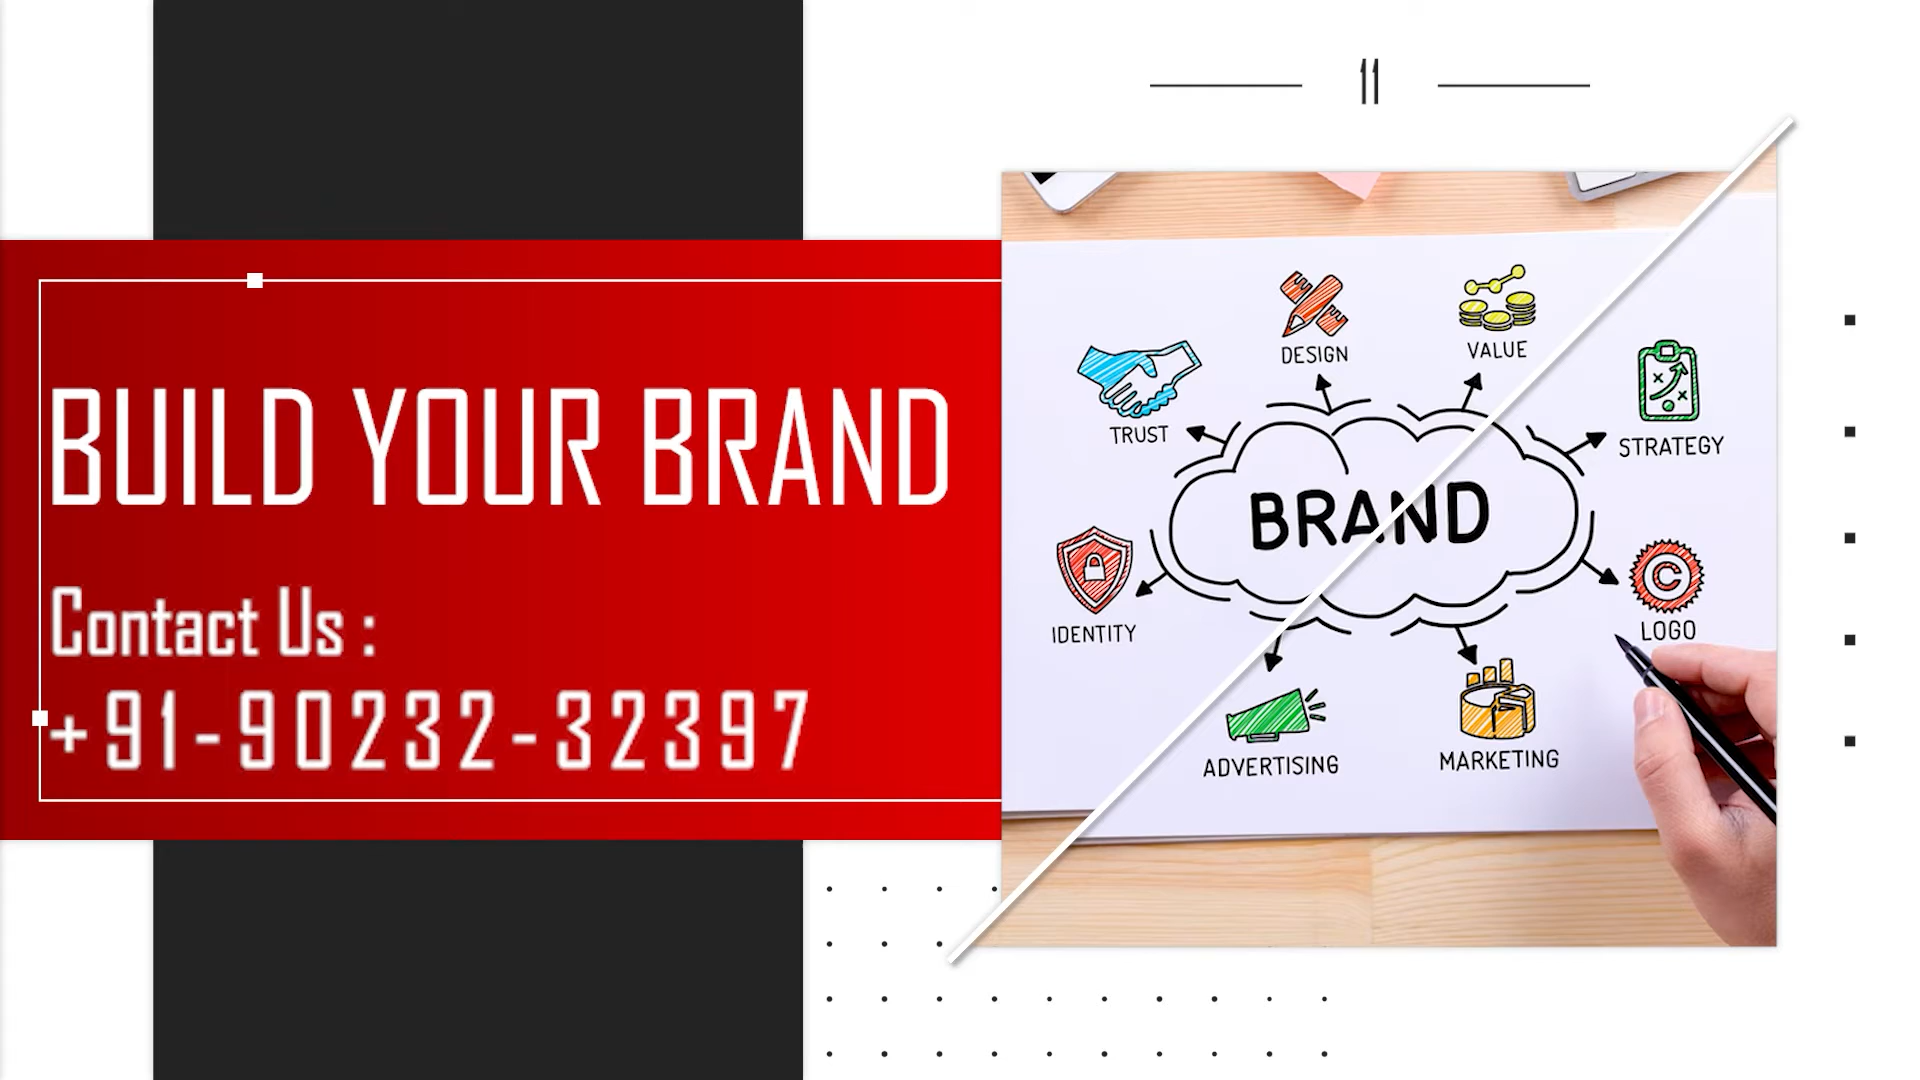 11
BUILD YOUR BRAND
Contact Us :
+91-90232-32397
DESIGN
VALUE
TRUST
STRATEGY
BRAND
IDENTITY
LOGO
ADVERTISING
MARKETING